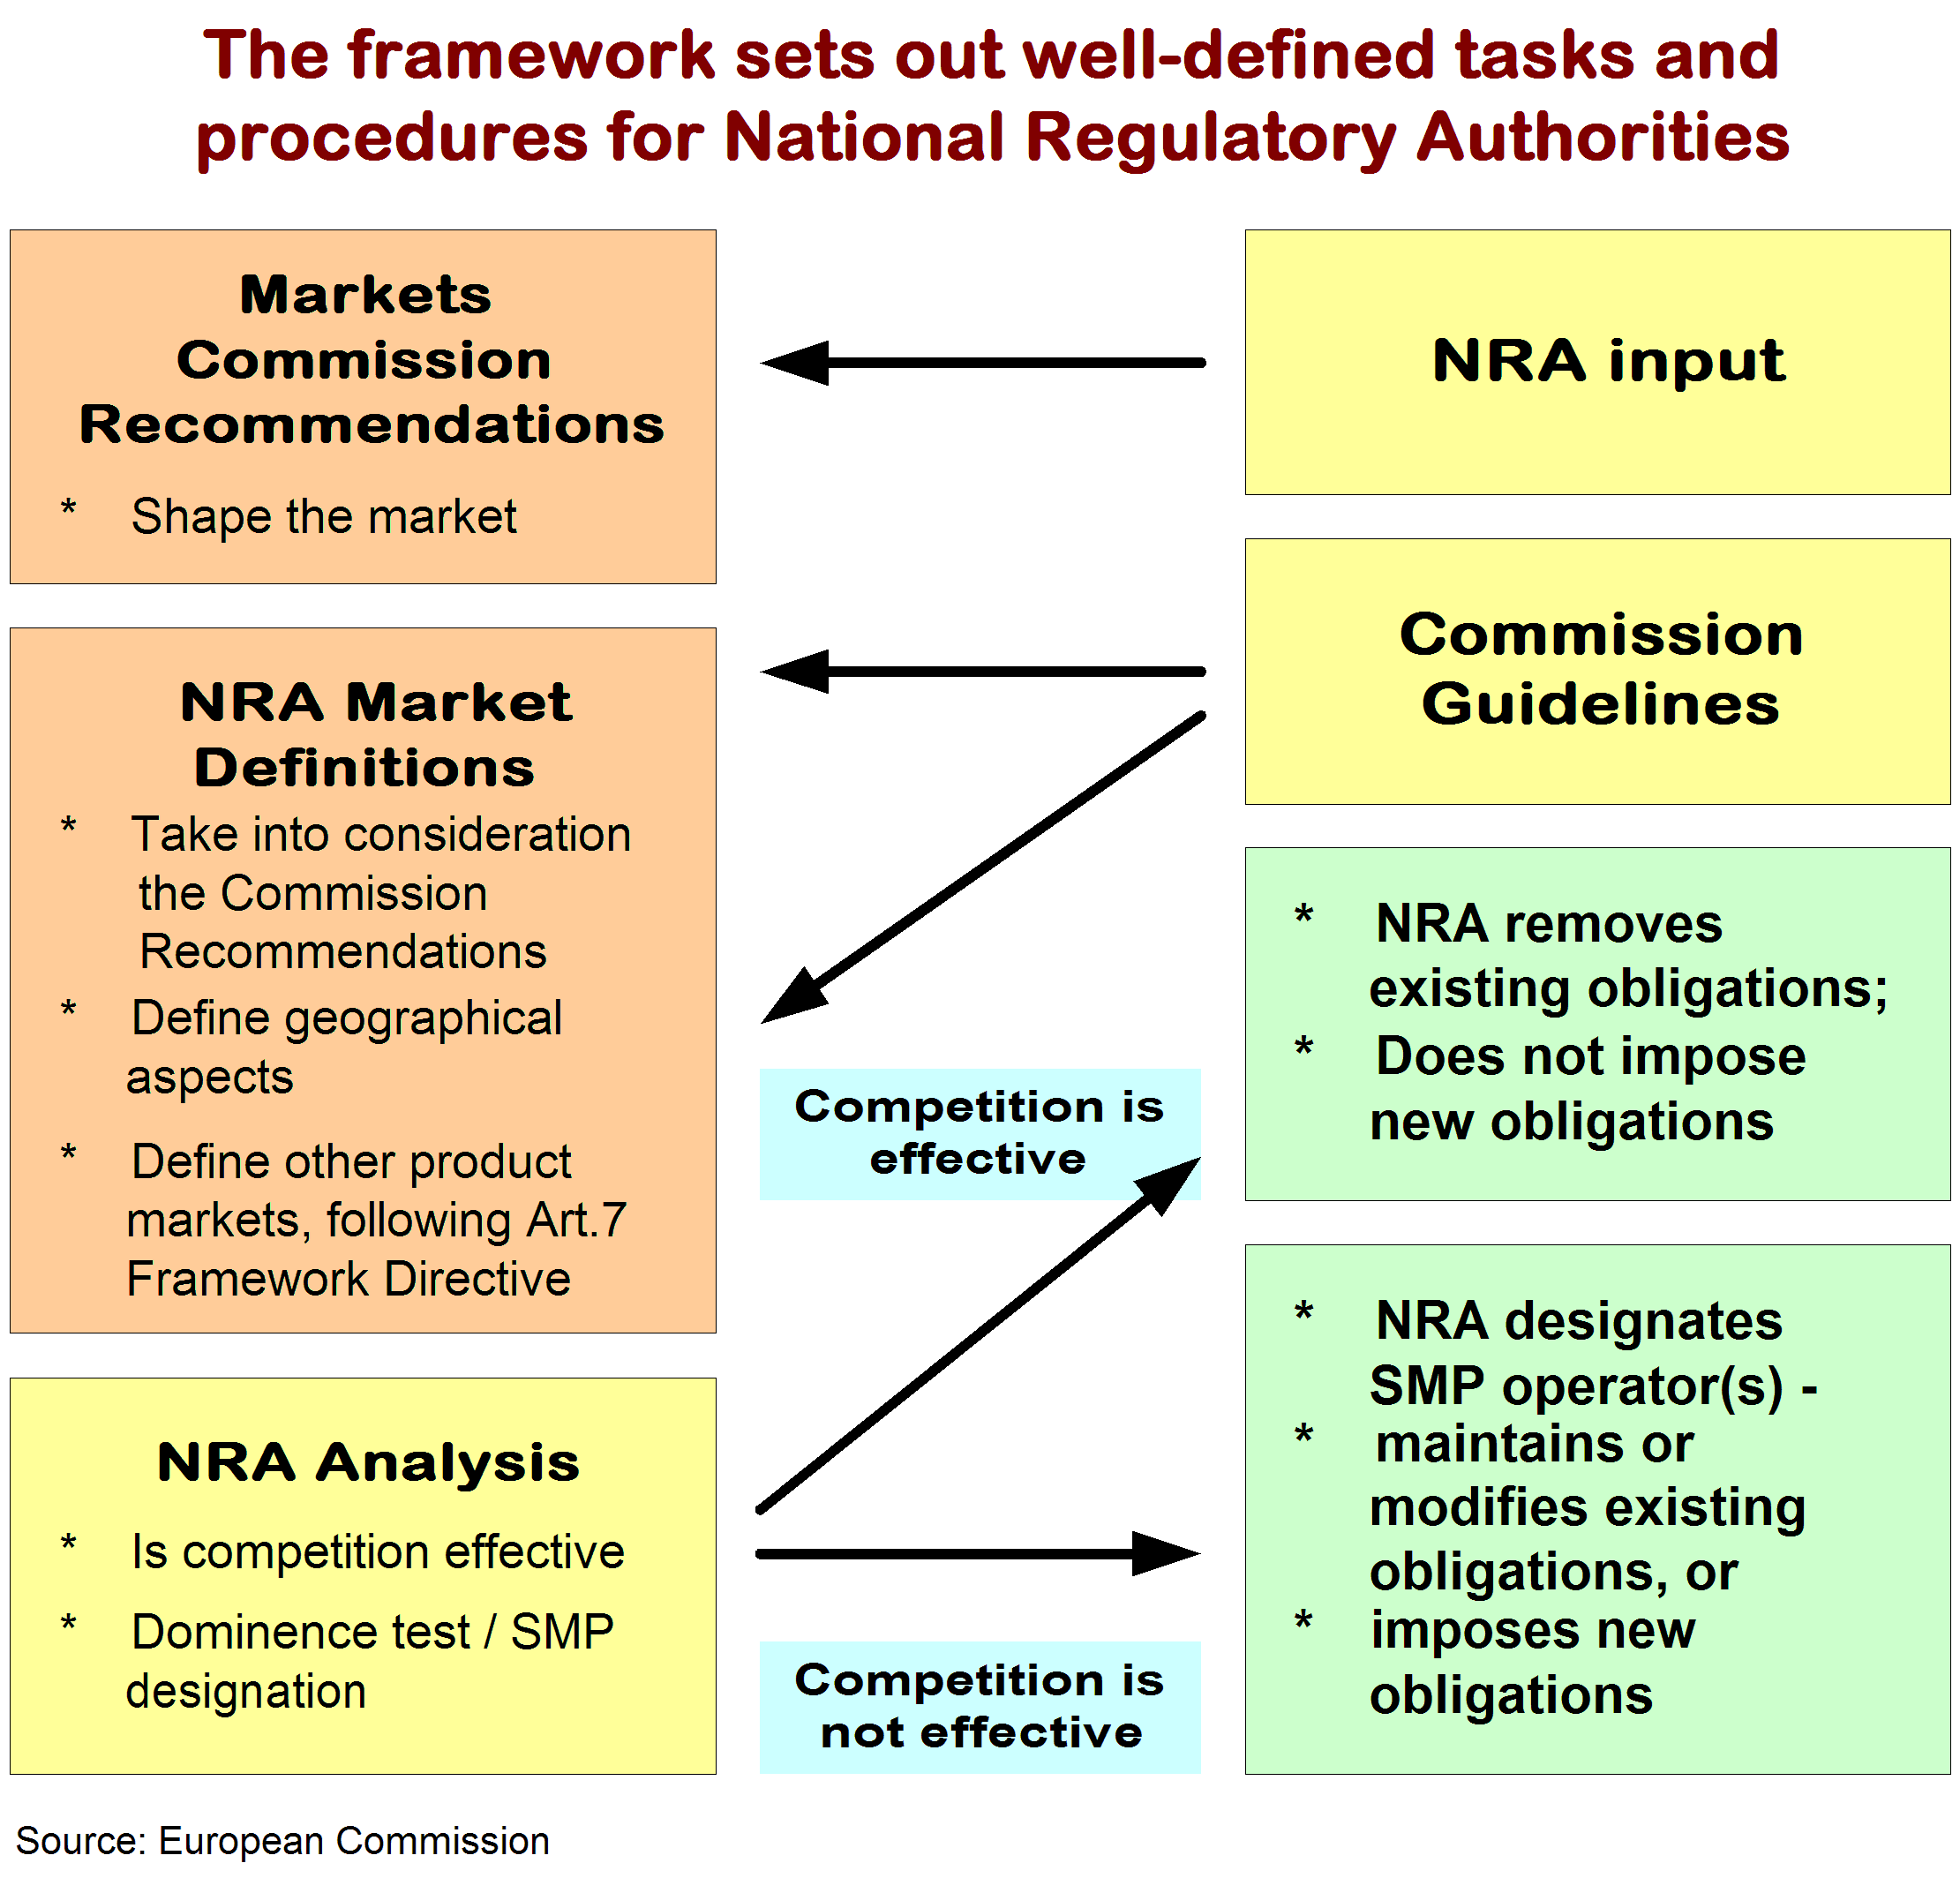 The framework sets out well-defined tasks and
procedures for National Regulatory Authorities
Markets
Commission
Recommendations
* Shape the market
NRA input
Commission
Guidelines
NRA Market
Definitions
* Take into consideration
the Commission
Recommendations
* Define geographical
aspects
* Define other product
markets, following Art.7
Framework Directive
Competition is
effective
* NRA removes
existing obligations;
* Does not impose
new obligations
NRA Analysis
* Is competition effective
* Dominence test / SMP
designation
Competition is
not effective
* NRA designates
SMP operator(s) -
* maintains or
modifies existing
obligations, or
* imposes new
obligations
Source: European Commission